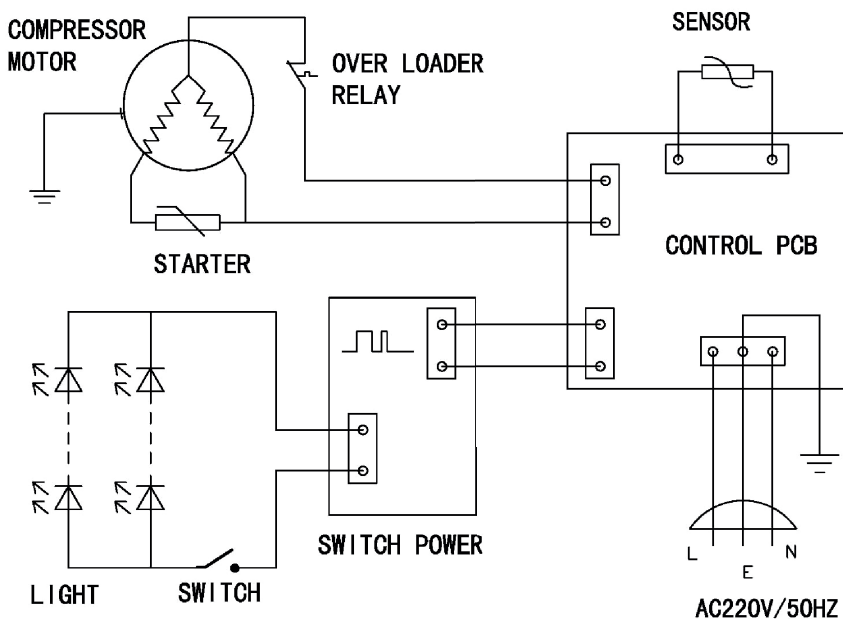 COMPRESSOR
MOTOR
OVER LOADER
RELAY
SENSOR
STARTER
CONTROL PCB
SWITCH POWER
LIGHT
SWITCH
L
E
N
AC220V/50HZ